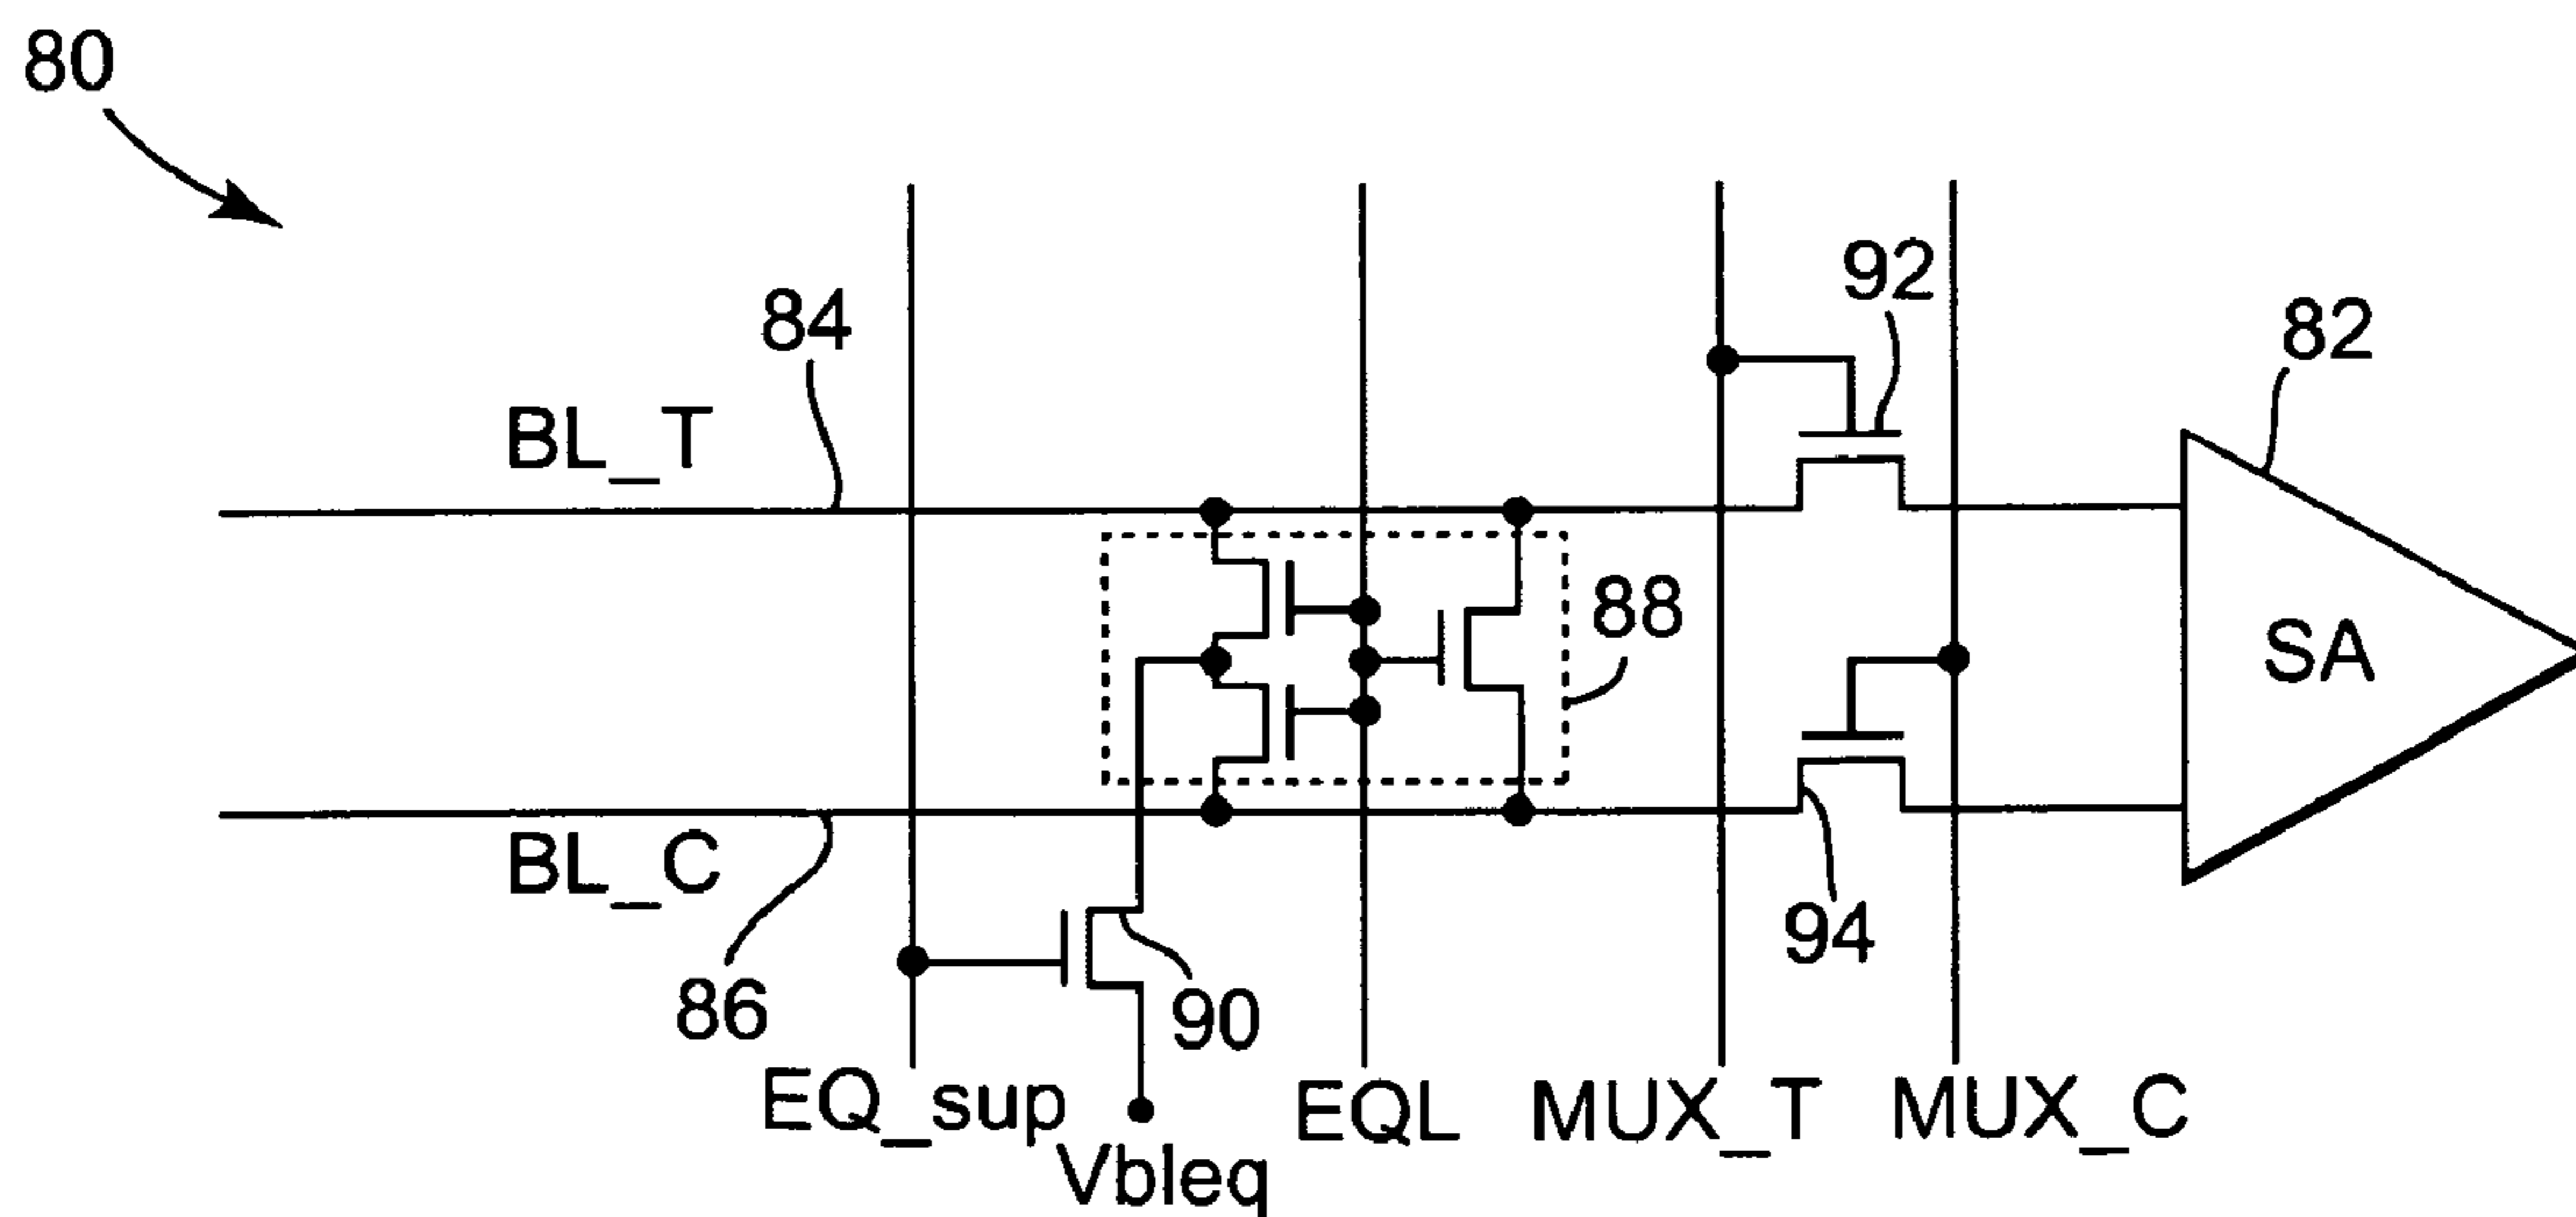 80
92
84
82
BL_T
88
SA
BL_C
94
86
90
EQ_sup
EQL
MUX_T
MUX_C
Vbleq